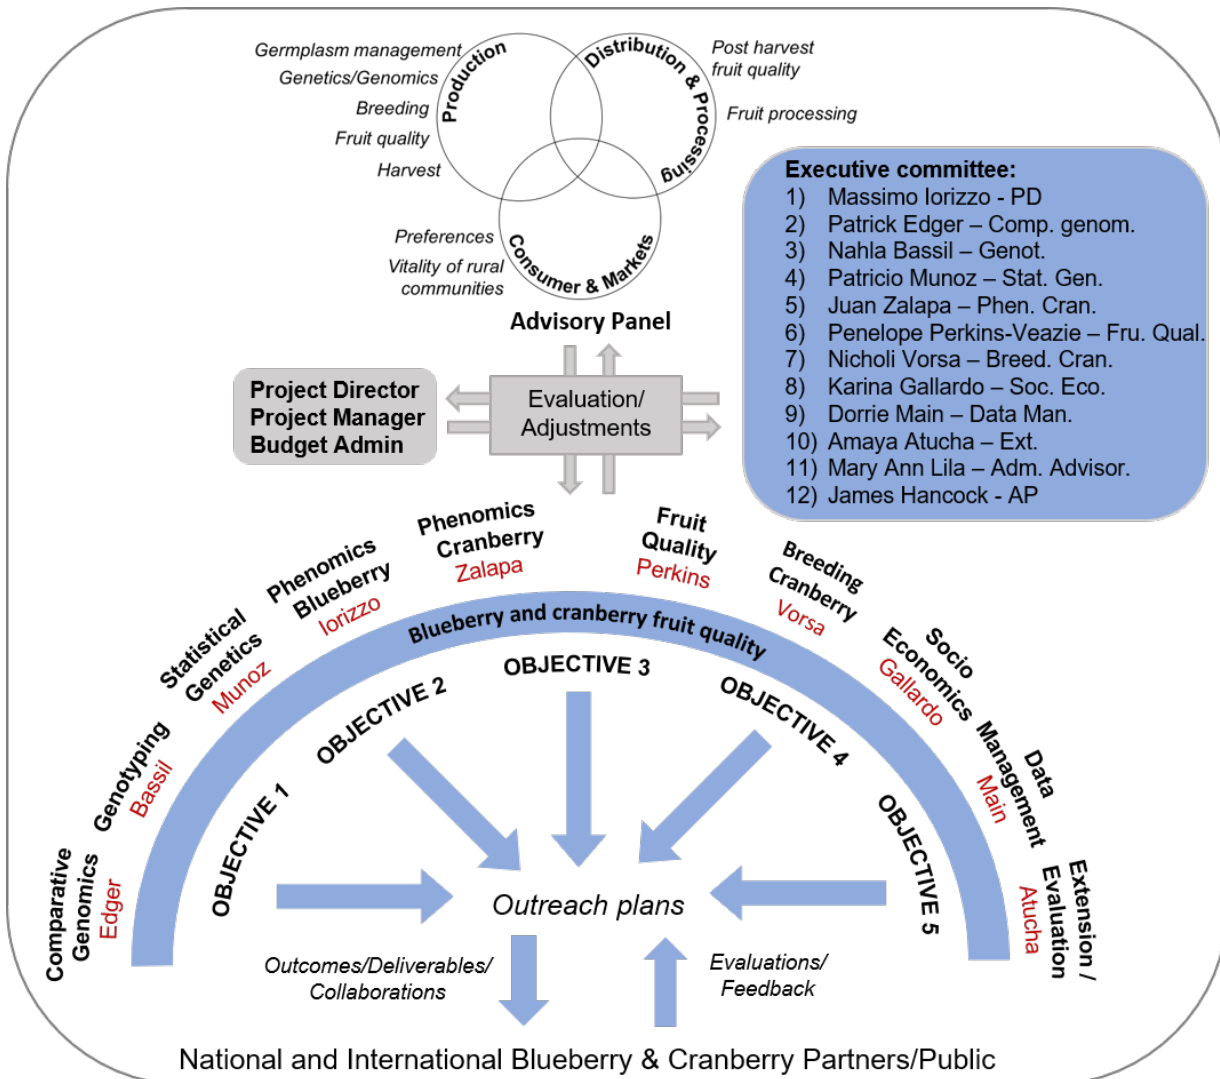 Germplasm management
Genetics/Genomics
Breeding
Fruit quality
Harvest
Production
Distribution & Processing
Post harvest
fruit quality
Fruit processing
Preferences
Vitality of rural
communities
Consumer & Markets
Advisory Panel
Executive committee:
1) Massimo Iorizzo - PD
2) Patrick Edger – Comp. genom.
3) Nahla Bassil – Genot.
4) Patricio Munoz – Stat. Gen.
5) Juan Zalapa – Phen. Cran.
6) Penelope Perkins-Veazie – Fru. Qual.
7) Nicholi Vorsa – Breed. Cran.
8) Karina Gallardo – Soc. Eco.
9) Dorrie Main – Data Man.
10) Amaya Atucha – Ext.
11) Mary Ann Lila – Adm. Advisor.
12) James Hancock - AP
Project Director
Project Manager
Budget Admin
Evaluation/
Adjustments
Comparative
Genomics
Edger
Genotyping
Bassil
Statistical
Genetics
Munoz
Phenomics
Blueberry
Iorizzo
Phenomics
Cranberry
Zalapa
Fruit
Quality
Perkins
Breeding
Cranberry
Vorsa
Socio
Economics
Gallardo
Data
Management
Main
Extension /
Evaluation
Atucha
Blueberry and cranberry fruit quality
OBJECTIVE 1
OBJECTIVE 2
OBJECTIVE 3
OBJECTIVE 4
OBJECTIVE 5
Outreach plans
Outcomes/Deliverables/
Collaborations
Evaluations/
Feedback
National and International Blueberry & Cranberry Partners/Public